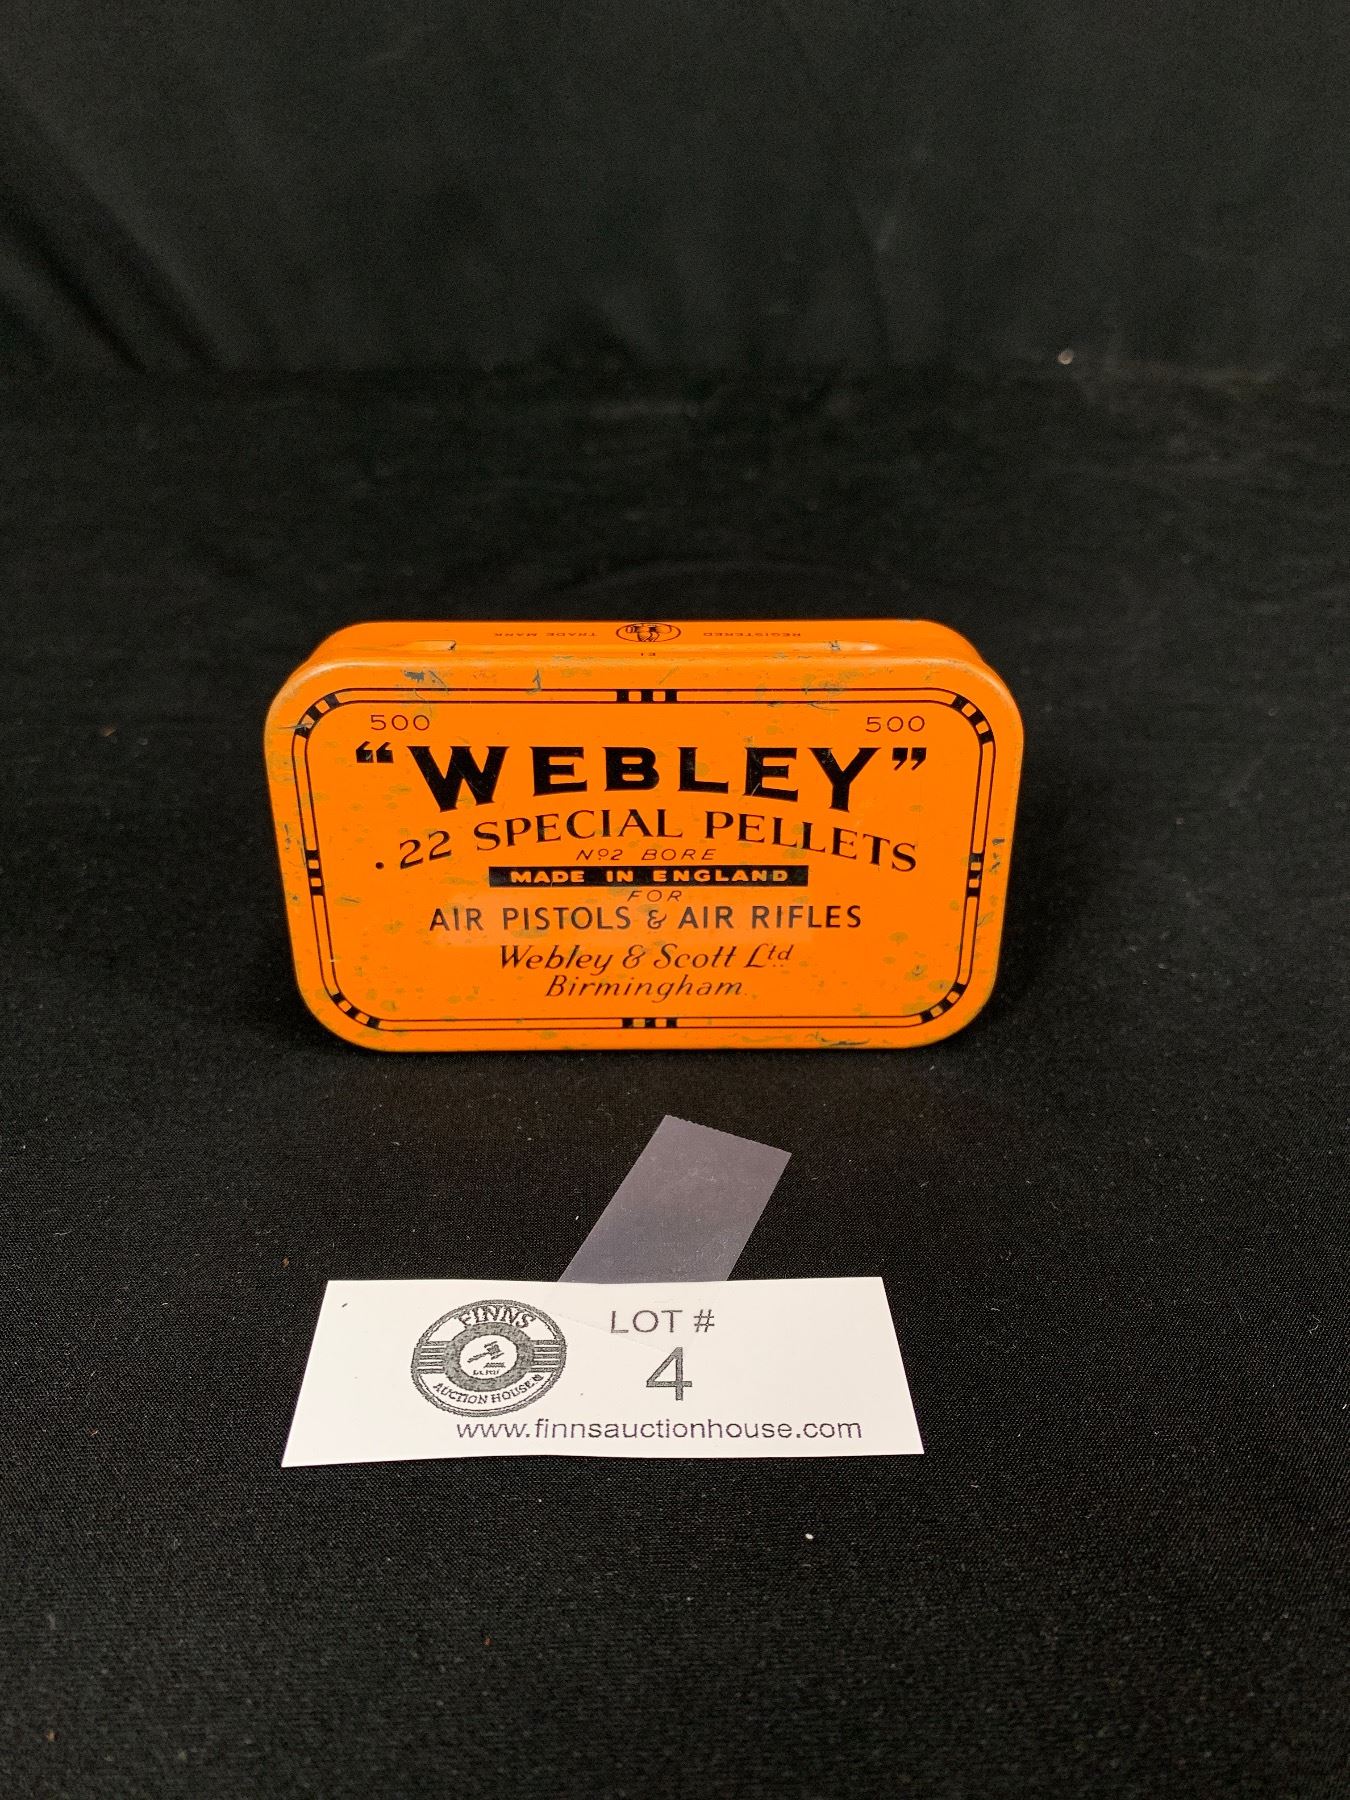 REGISTERED TRADE MARK
E1
500 500
"WEBLEY"
.22 SPECIAL PELLETS
Nº2 BORE
MADE IN ENGLAND
FOR
AIR PISTOLS & AIR RIFLES
Webley & Scott Ltd
Birmingham.
FINNS
AUCTION HOUSE
LOT #
4
www.finnsauctionhouse.com